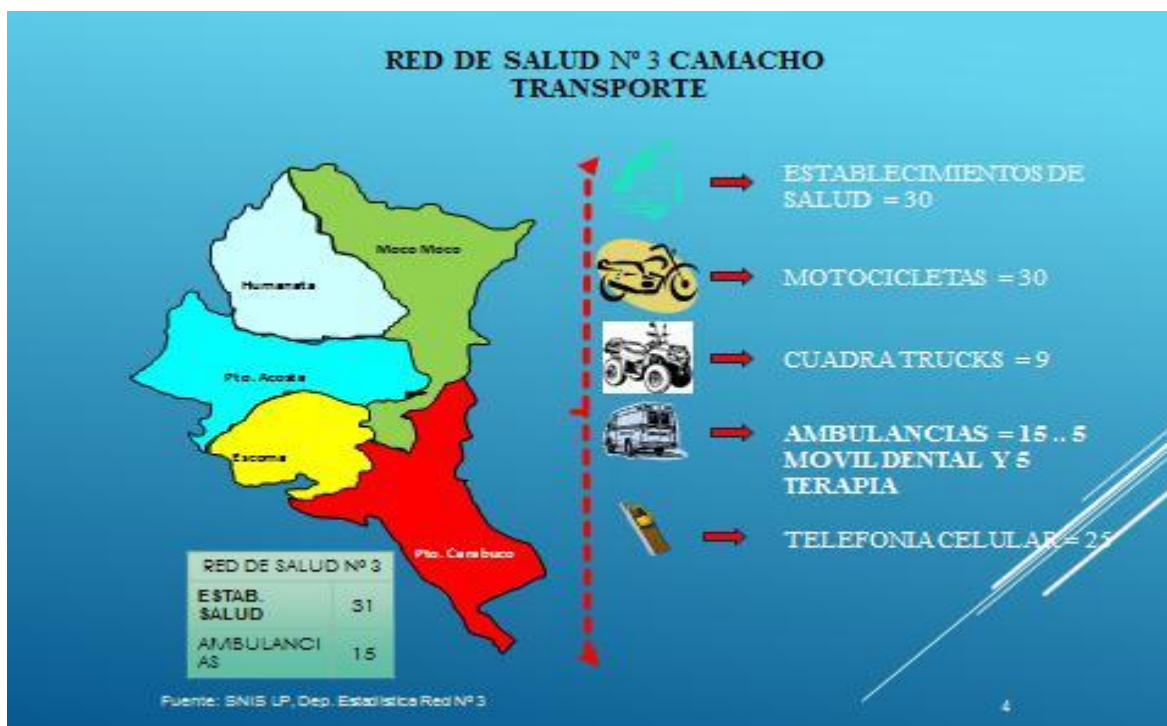 RED DE SALUD Nº 3 CAMACHO
TRANSPORTE
Moco Moco
Humanata
Pto. Acosta
Escoma
Pto. Carabuco
ESTABLECIMIENTOS DE
SALUD = 30
MOTOCICLETAS = 30
CUADRA TRUCKS = 9
AMBULANCIAS = 15 .. 5
MOVIL DENTAL Y 5
TERAPIA
TELEFONIA CELULAR = 25
RED DE SALUD Nº 3
ESTAB.
SALUD
31
AMBULANCI
AS
15
Fuente: SNIS LP, Dep. Estadistica Red Nº 3
4